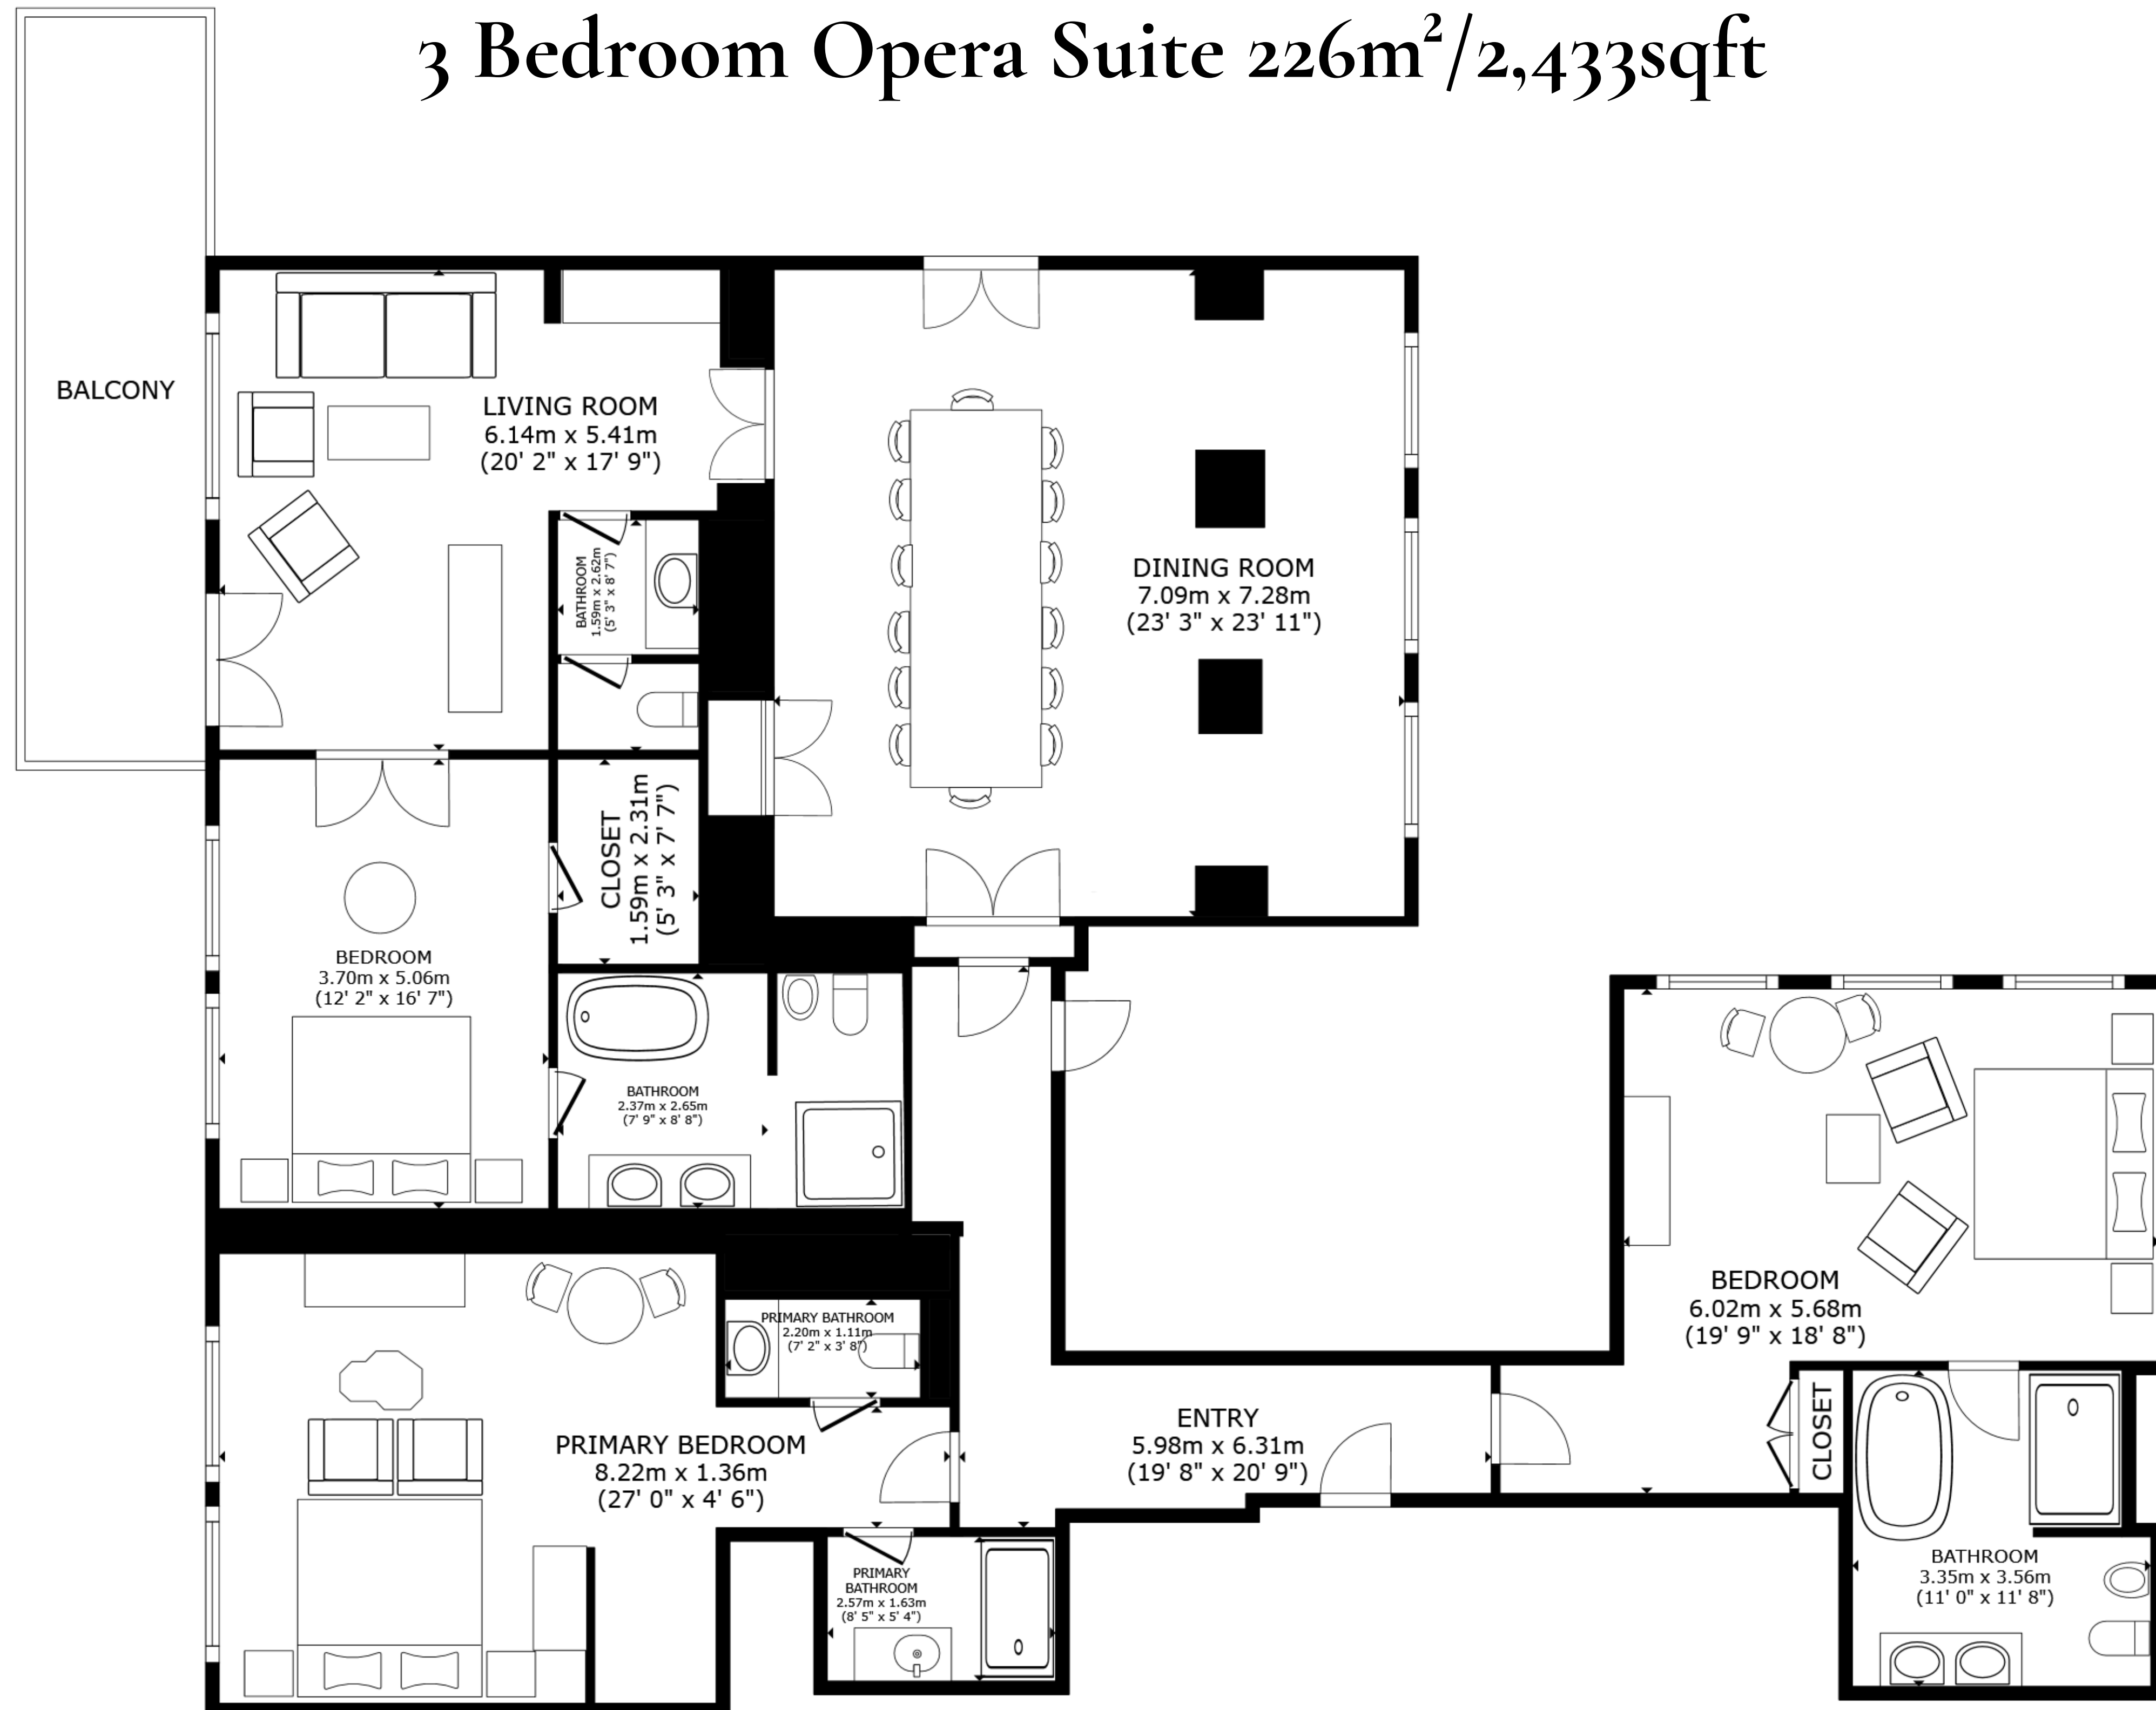 3 Bedroom Opera Suite 226m²/2,433sqft
BALCONY
LIVING ROOM
6.14m x 5.41m
(20' 2" x 17' 9")
BATHROOM
1.59m x 2.62m
(5' 3" x 8' 7")
DINING ROOM
7.09m x 7.28m
(23' 3" x 23' 11")
CLOSET
1.59m x 2.31m
(5' 3" x 7' 7")
BEDROOM
3.70m x 5.06m
(12' 2" x 16' 7")
BATHROOM
2.37m x 2.65m
(7' 9" x 8' 8")
BEDROOM
6.02m x 5.68m
(19' 9" x 18' 8")
PRIMARY BATHROOM
2.20m x 1.11m
(7' 2" x 3' 8")
PRIMARY BEDROOM
8.22m x 1.36m
(27' 0" x 4' 6")
ENTRY
5.98m x 6.31m
(19' 8" x 20' 9")
CLOSET
PRIMARY
BATHROOM
2.57m x 1.63m
(8' 5" x 5' 4")
BATHROOM
3.35m x 3.56m
(11' 0" x 11' 8")